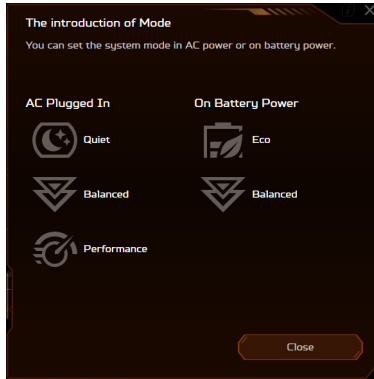 The introduction of Mode
You can set the system mode in AC power or on battery power.
AC Plugged In
On Battery Power
Quiet
Eco
Balanced
Balanced
Performance
Close